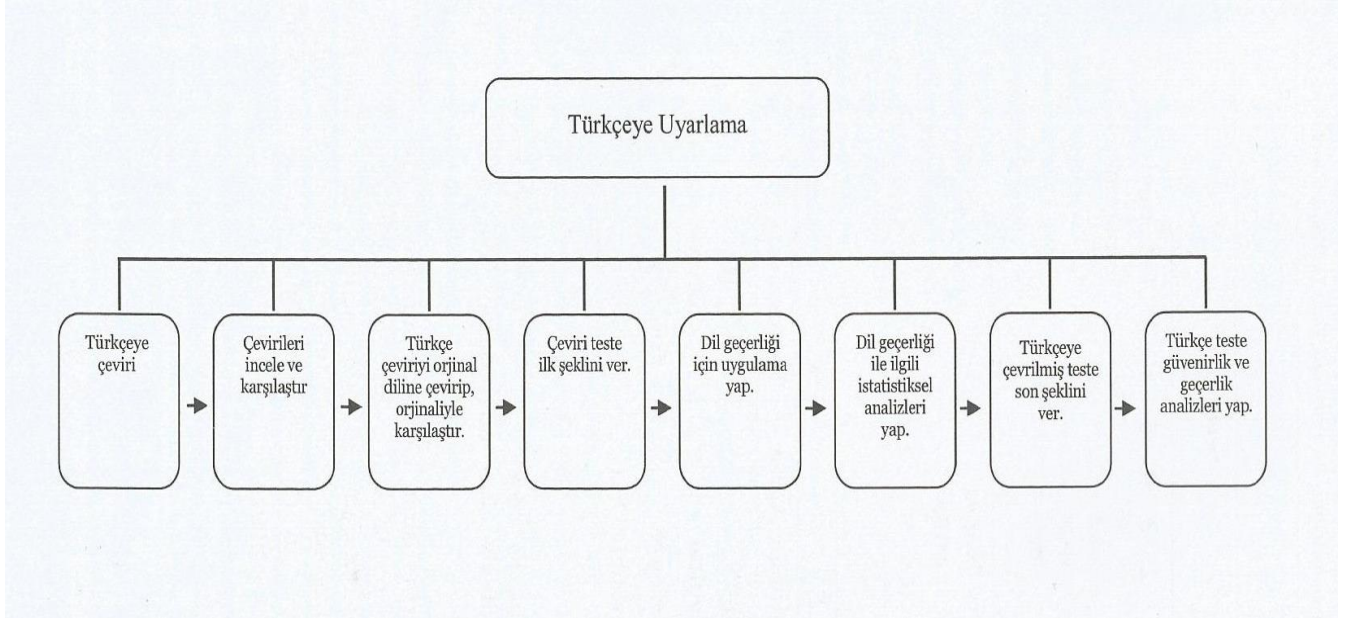 Türkçeye Uyarlama
Türkçeye
çeviri
Çevirileri
incele ve
karşılaştır
Türkçe
çeviriyi orjinal
diline çevirip,
orjinaliyle
karşılaştır.
Çeviri teste
ilk şeklini ver.
Dil geçerliği
için uygulama
yap.
Dil geçerliği
ile ilgili
istatistiksel
analizleri
yap.
Türkçeye
çevrilmiş teste
son şeklini
ver.
Türkçe teste
güvenirlik ve
geçerlik
analizleri yap.